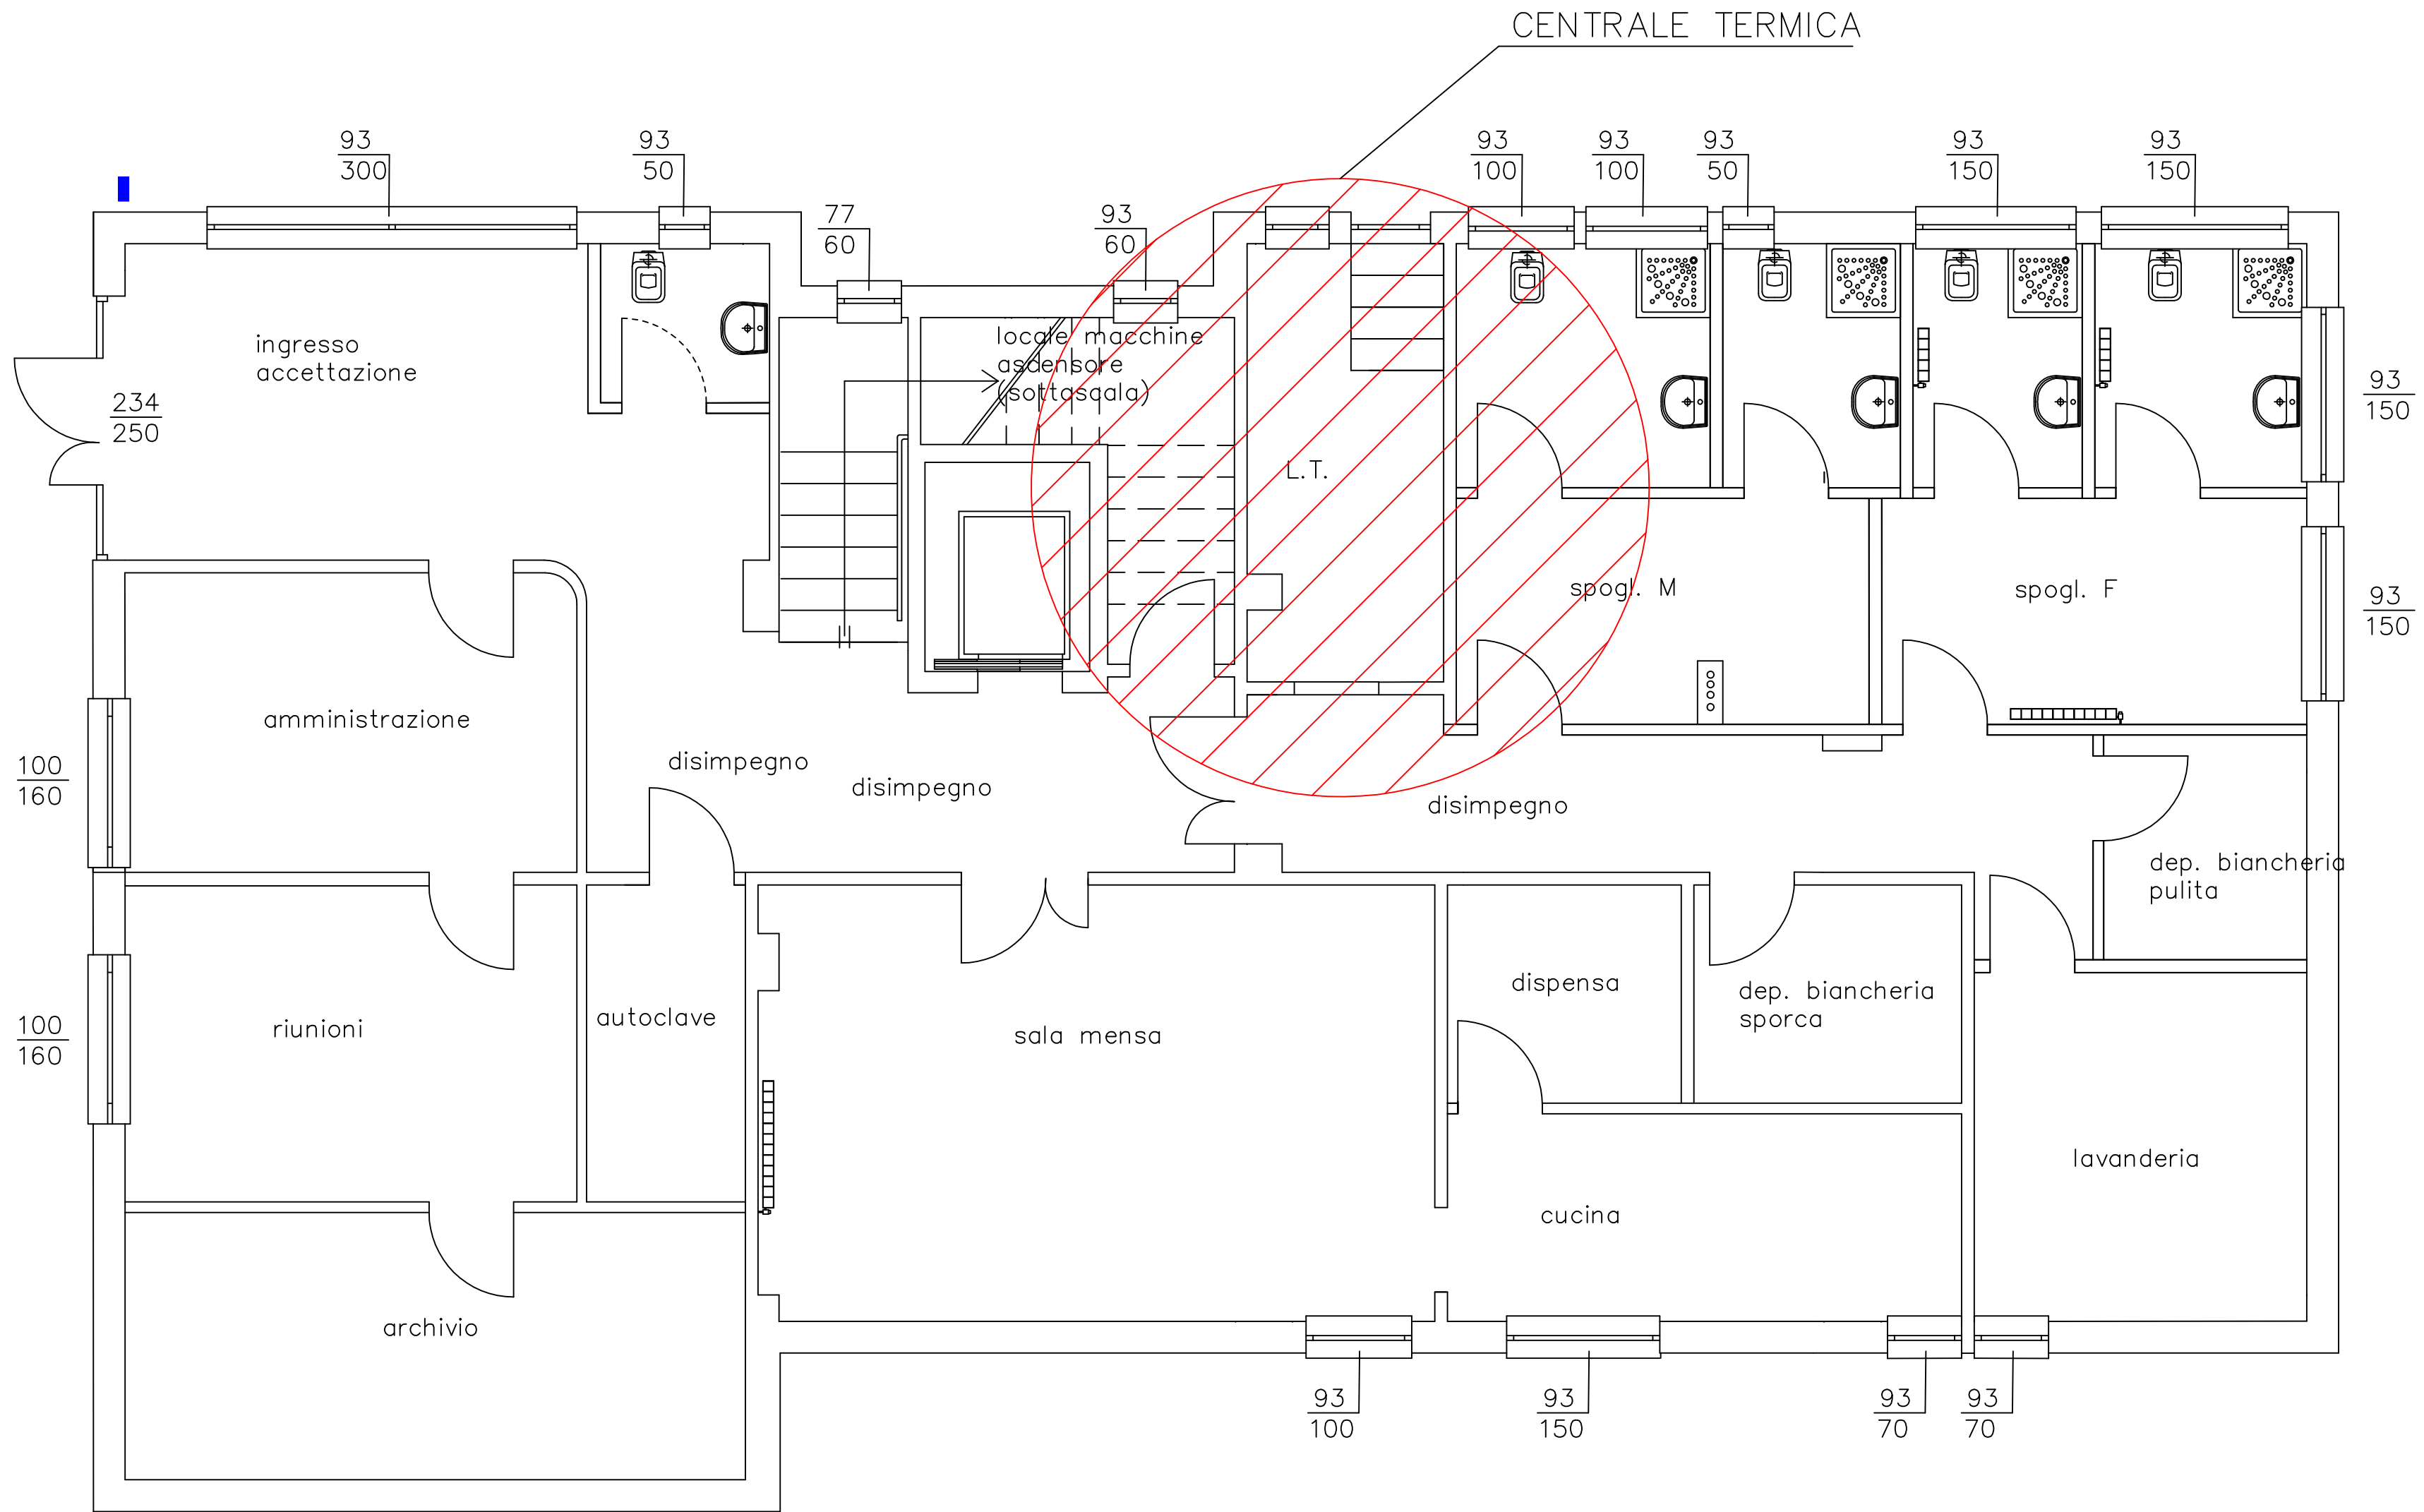 CENTRALE TERMICA
93
300
93
50
93
100
93
100
93
50
93
150
93
150
77
60
93
60
locale macchine
ascensore
(sottoscala)
ingresso
accettazione
234
250
93
150
L.T.
spogl. M
spogl. F
93
150
amministrazione
disimpegno
disimpegno
disimpegno
100
160
dep. biancheria
pulita
dispensa
dep. biancheria
sporca
autoclave
riunioni
sala mensa
100
160
lavanderia
cucina
archivio
93
100
93
150
93
70
93
70